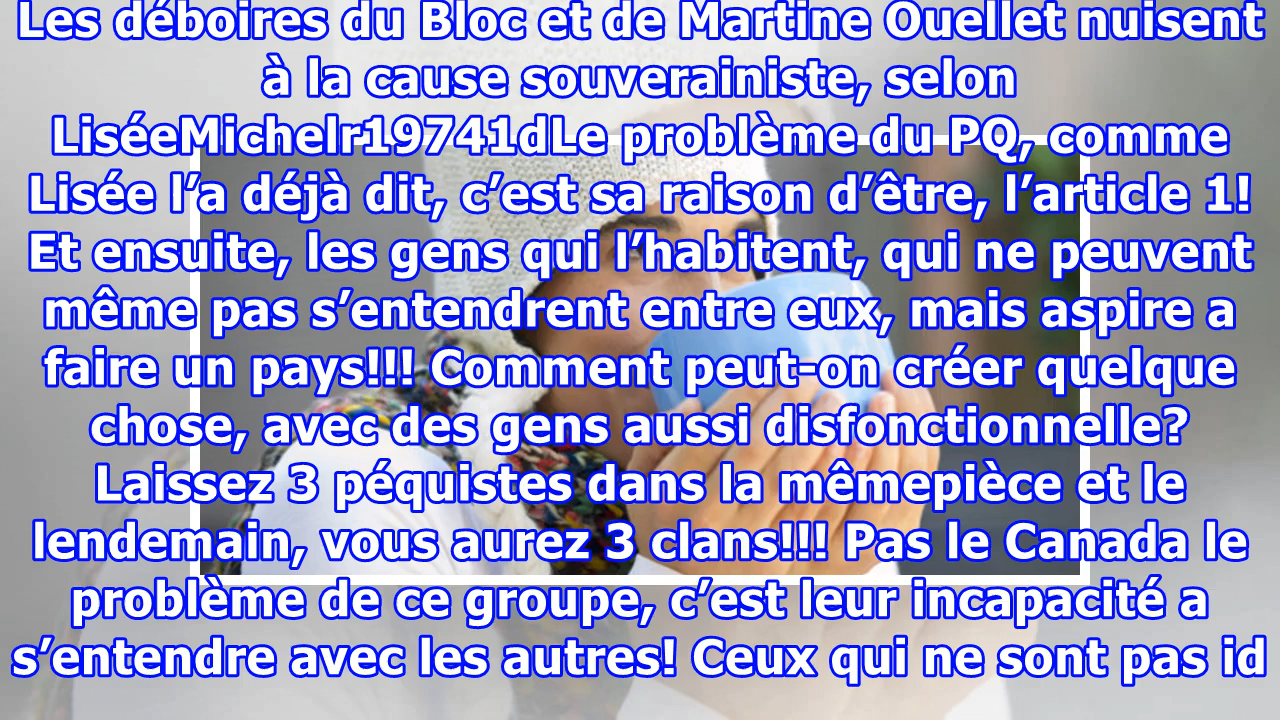 Les déboires du Bloc et de Martine Ouellet nuisent
à la cause souverainiste, selon
LiséeMichelr19741dLe problème du PQ, comme
Lisée l’a déjà dit, c’est sa raison d’être, l’article 1!
Et ensuite, les gens qui l’habitent, qui ne peuvent
même pas s’entendrent entre eux, mais aspire a
faire un pays!!! Comment peut-on créer quelque
chose, avec des gens aussi disfonctionnelle?
Laissez 3 péquistes dans la mêmepièce et le
lendemain, vous aurez 3 clans!!! Pas le Canada le
problème de ce groupe, c’est leur incapacité a
s’entendre avec les autres! Ceux qui ne sont pas id